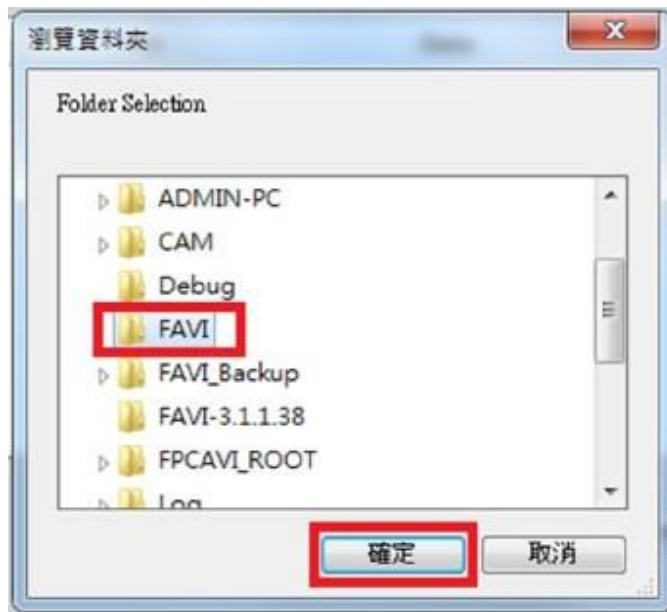 瀏覽資料夾
Folder Selection
ADMIN-PC
CAM
Debug
FAVI
FAVI_Backup
FAVI-3.1.1.38
FPCAVI_ROOT
Log
確定 取消